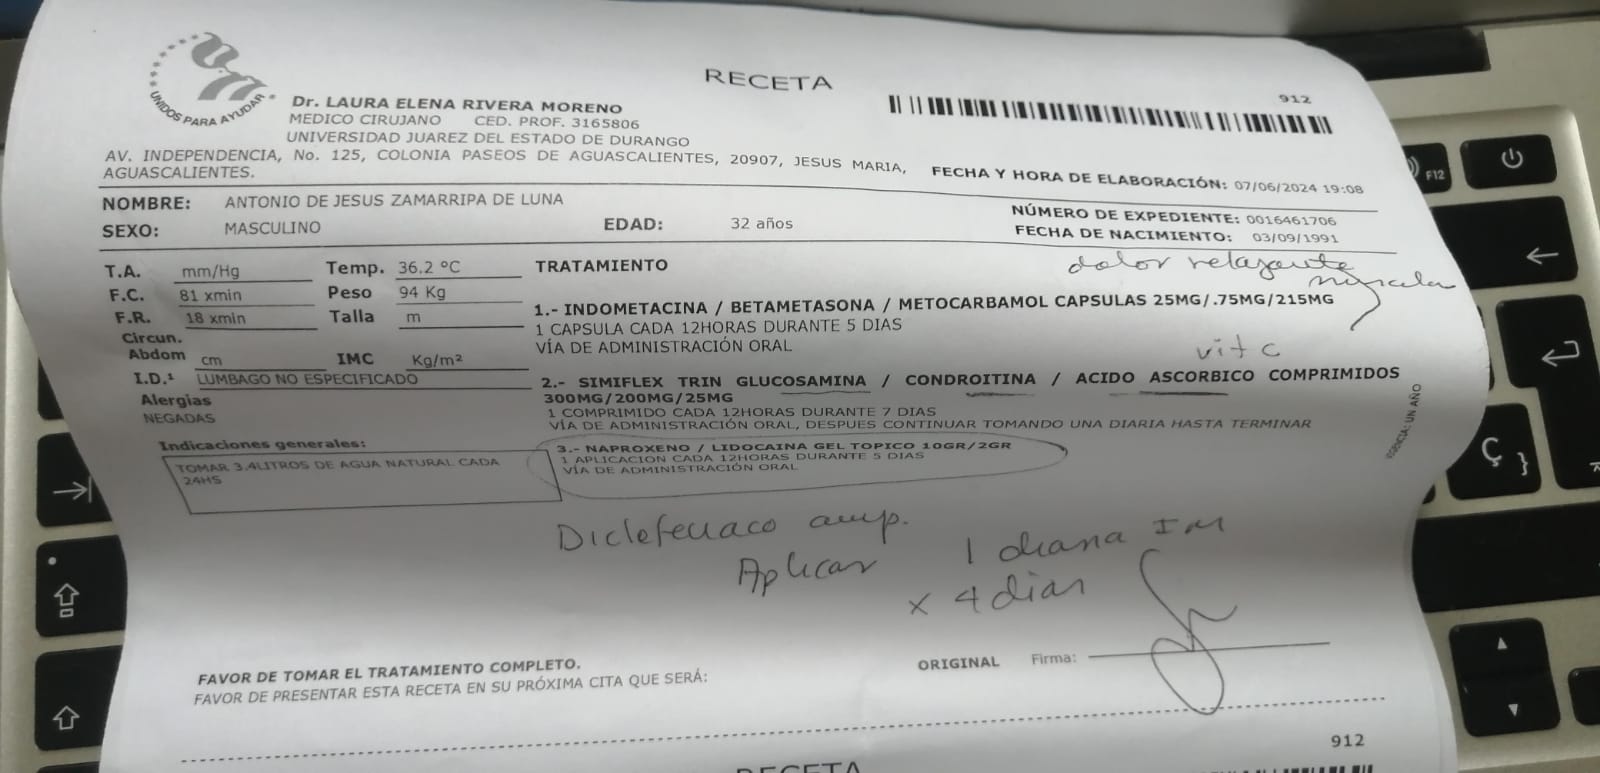 RECETA
UNIDOS PARA AYUDAR
912
Dr. LAURA ELENA RIVERA MORENO
MEDICO CIRUJANO CED. PROF. 3165806
UNIVERSIDAD JUAREZ DEL ESTADO DE DURANGO
AV. INDEPENDENCIA, No. 125, COLONIA PASEOS DE AGUASCALIENTES, 20907, JESUS MARIA,
AGUASCALIENTES.
FECHA Y HORA DE ELABORACIÓN: 07/06/2024 19:08
NOMBRE: ANTONIO DE JESUS ZAMARRIPA DE LUNA
NÚMERO DE EXPEDIENTE: 0016461706
SEXO: MASCULINO EDAD: 32 años
FECHA DE NACIMIENTO: 03/09/1991
T.A. mm/Hg Temp. 36.2 °C
F.C. 81 xmin Peso 94 Kg
F.R. 18 xmin Talla m
Circun.
Abdom cm IMC Kg/m²
I.D.¹ LUMBAGO NO ESPECIFICADO
Alergias
NEGADAS
Indicaciones generales:
TOMAR 3.4LITROS DE AGUA NATURAL CADA
24HS
TRATAMIENTO
dolor relajante
muscular
1.- INDOMETACINA / BETAMETASONA / METOCARBAMOL CAPSULAS 25MG/.75MG/215MG
1 CAPSULA CADA 12HORAS DURANTE 5 DIAS
VÍA DE ADMINISTRACIÓN ORAL
vit c
2.- SIMIFLEX TRIN GLUCOSAMINA / CONDROITINA / ACIDO ASCORBICO COMPRIMIDOS
300MG/200MG/25MG
1 COMPRIMIDO CADA 12HORAS DURANTE 7 DIAS
VÍA DE ADMINISTRACIÓN ORAL, DESPUES CONTINUAR TOMANDO UNA DIARIA HASTA TERMINAR
3.- NAPROXENO / LIDOCAINA GEL TOPICO 10GR/2GR
1 APLICACION CADA 12HORAS DURANTE 5 DIAS
VÍA DE ADMINISTRACIÓN ORAL
VIGENCIA: UN AÑO
Diclefenaco amp.
Aplicar 1 diaria IM
x 4 dias
FAVOR DE TOMAR EL TRATAMIENTO COMPLETO.
FAVOR DE PRESENTAR ESTA RECETA EN SU PRÓXIMA CITA QUE SERÁ:
ORIGINAL Firma:
912
RECETA
F12
Ç
}